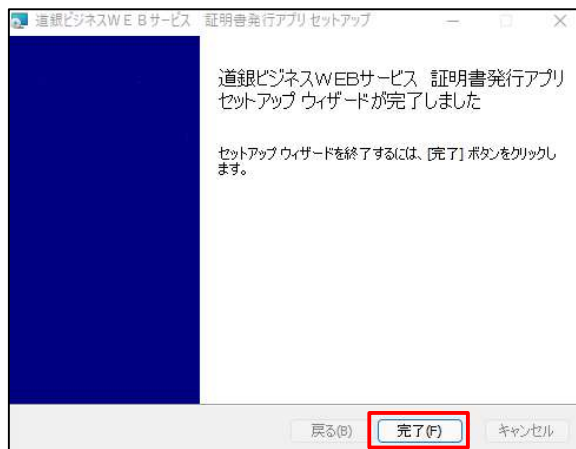 道銀ビジネスＷＥＢサービス 証明書発行アプリ セットアップ
道銀ビジネスＷＥＢサービス 証明書発行アプリ
セットアップ ウィザードが完了しました
セットアップ ウィザードを終了するには、[完了] ボタンをクリックし
ます。
戻る(B) 完了(F) キャンセル